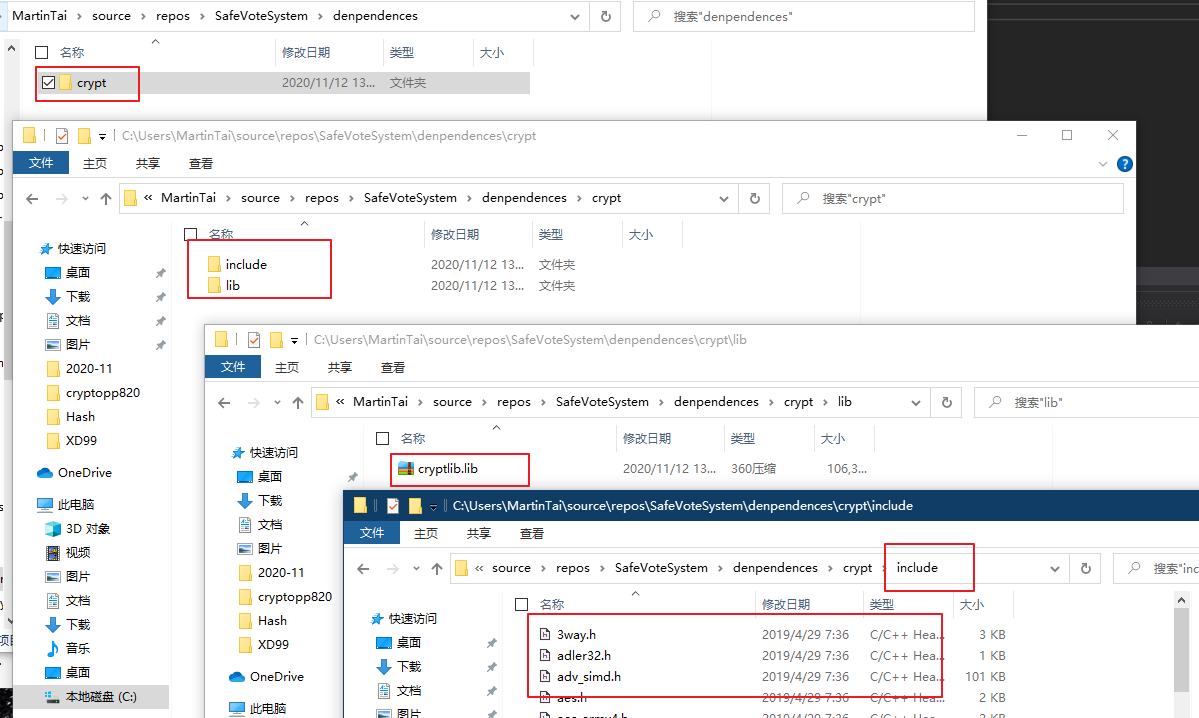 MartinTai › source › repos › SafeVoteSystem › denpendences
搜索"denpendences"
名称 修改日期 类型 大小
crypt 2020/11/12 13... 文件夹
C:\Users\MartinTai\source\repos\SafeVoteSystem\denpendences\crypt
文件 主页 共享 查看
« MartinTai › source › repos › SafeVoteSystem › denpendences › crypt
搜索"crypt"
名称 修改日期 类型 大小
include 2020/11/12 13... 文件夹
lib 2020/11/12 13... 文件夹
快速访问
桌面
下载
文档
图片
2020-11
cryptopp820
Hash
XD99
OneDrive
此电脑
3D 对象
视频
图片
文档
下载
音乐
桌面
本地磁盘 (C:)
C:\Users\MartinTai\source\repos\SafeVoteSystem\denpendences\crypt\lib
文件 主页 共享 查看
« MartinTai › source › repos › SafeVoteSystem › denpendences › crypt › lib
搜索"lib"
名称 修改日期 类型 大小
cryptlib.lib 2020/11/12 13... 360压缩 106,3...
快速访问
桌面
下载
文档
图片
2020-11
cryptopp820
Hash
XD99
OneDrive
此电脑
C:\Users\MartinTai\source\repos\SafeVoteSystem\denpendences\crypt\include
文件 主页 共享 查看
« source › repos › SafeVoteSystem › denpendences › crypt › include
搜索"inc
名称 修改日期 类型 大小
3way.h 2019/4/29 7:36 C/C++ Hea... 3 KB
adler32.h 2019/4/29 7:36 C/C++ Hea... 1 KB
adv_simd.h 2019/4/29 7:36 C/C++ Hea... 101 KB
aes.h 2019/4/29 7:36 C/C++ Hea... 2 KB
快速访问
桌面
下载
文档
图片